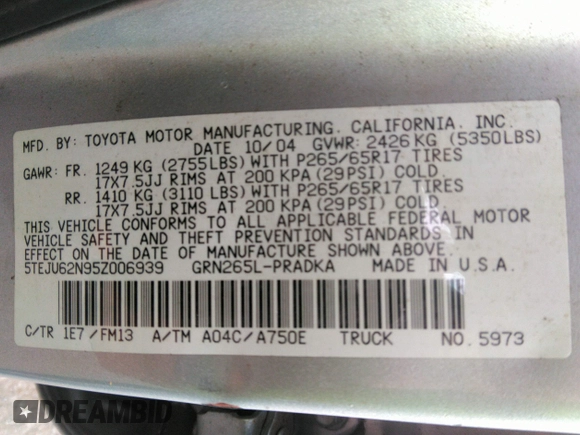 MFD. BY: TOYOTA MOTOR MANUFACTURING, CALIFORNIA, INC.
DATE 10/04 GVWR: 2426 KG (5350LBS)
GAWR: FR. 1249 KG (2755LBS) WITH P265/65R17 TIRES
17X7.5JJ RIMS AT 200 KPA (29PSI) COLD.
RR. 1410 KG (3110LBS) WITH P265/65R17 TIRES
17X7.5JJ RIMS AT 200 KPA (29PSI) COLD.
THIS VEHICLE CONFORMS TO ALL APPLICABLE FEDERAL MOTOR
VEHICLE SAFETY AND THEFT PREVENTION STANDARDS IN
EFFECT ON THE DATE OF MANUFACTURE SHOWN ABOVE.
5TEJU62N95Z006939 GRN265L-PRADKA MADE IN U.S.A.
C/TR 1E7/FM13 A/TM A04C/A750E TRUCK NO. 5973
DREAMBID